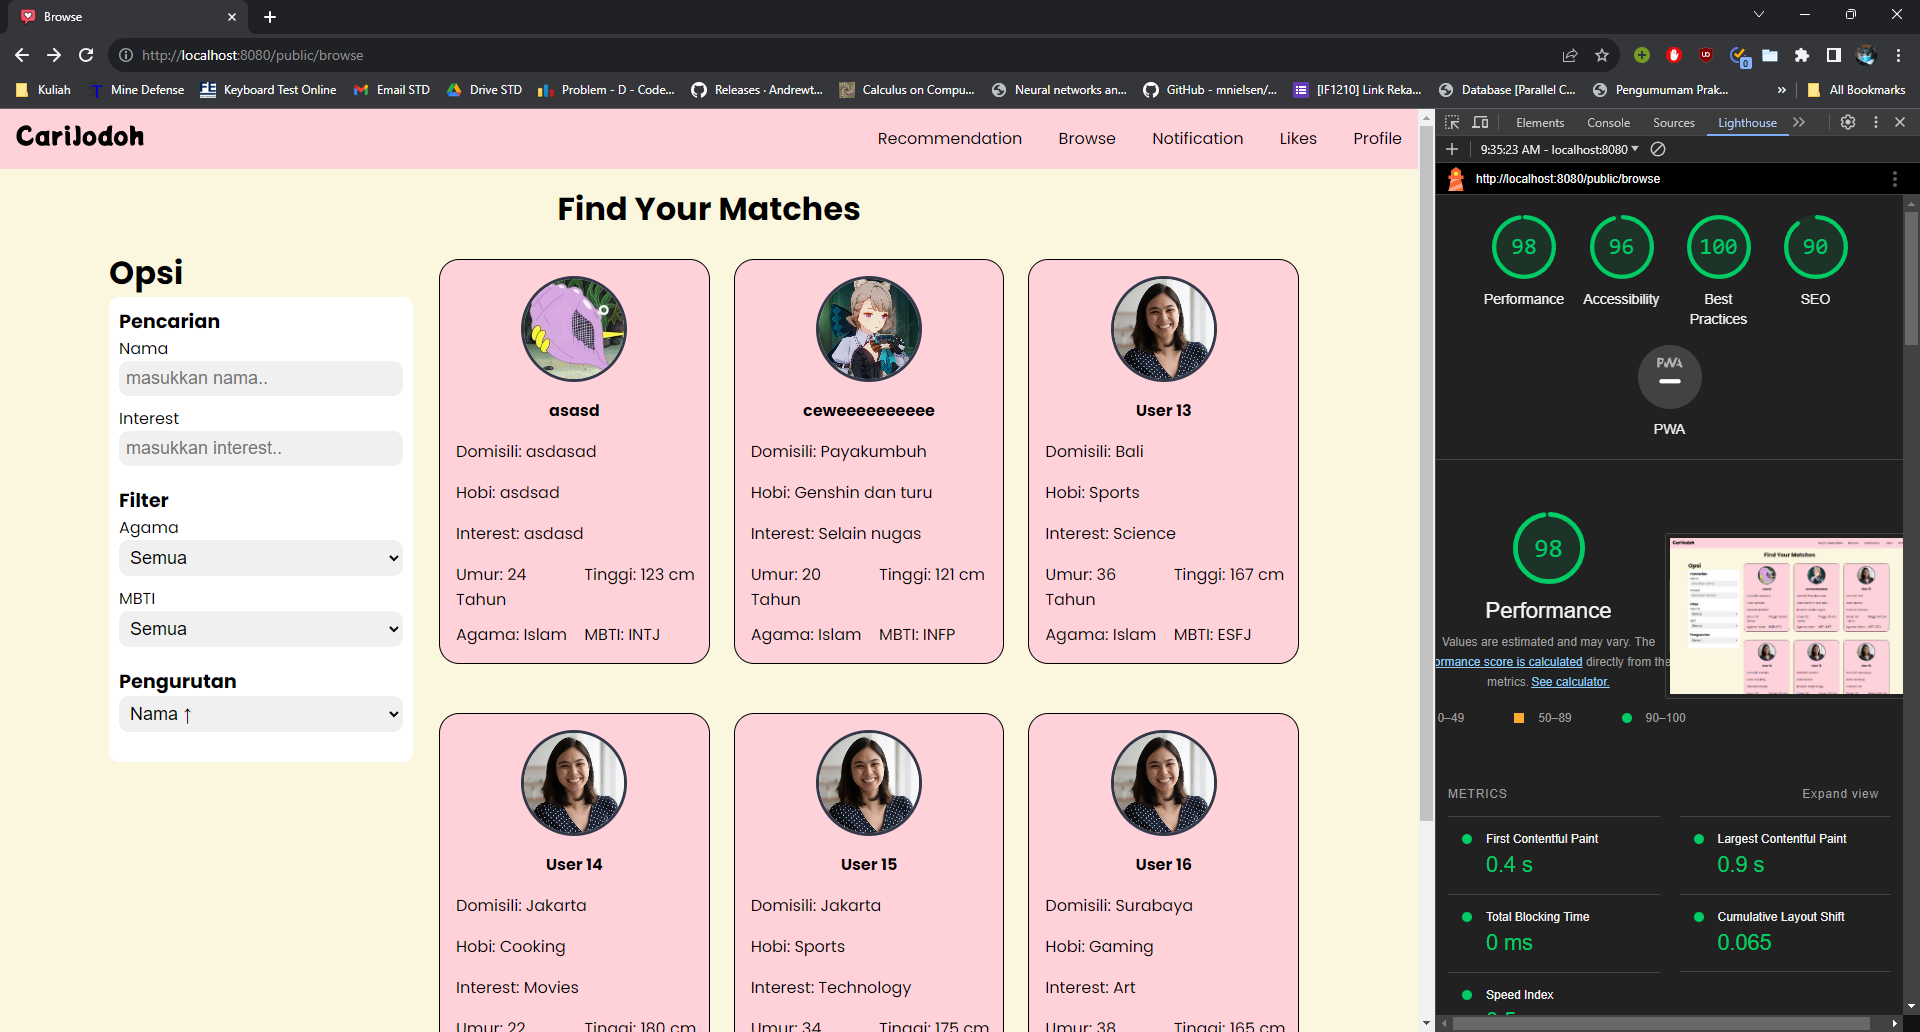 Browse
http://localhost:8080/public/browse
0
Kuliah
Mine Defense
Keyboard Test Online
Email STD
Drive STD
Problem - D - Code...
Releases · Andrewt...
Calculus on Compu...
Neural networks an...
GitHub - mnielsen/...
[IF1210] Link Reka...
Database [Parallel C...
Pengumumam Prak...
All Bookmarks
CariJodoh
Recommendation
Browse
Notification
Likes
Profile
Find Your Matches
Opsi
Pencarian
Nama
masukkan nama..
Interest
masukkan interest..
Filter
Agama
Semua
MBTI
Semua
Pengurutan
Nama ↑
asasd
Domisili: asdasad
Hobi: asdsad
Interest: asdasd
Umur: 24 Tinggi: 123 cm
Tahun
Agama: Islam MBTI: INTJ
ceweeeeeeeeee
Domisili: Payakumbuh
Hobi: Genshin dan turu
Interest: Selain nugas
Umur: 20 Tinggi: 121 cm
Tahun
Agama: Islam MBTI: INFP
User 13
Domisili: Bali
Hobi: Sports
Interest: Science
Umur: 36 Tinggi: 167 cm
Tahun
Agama: Islam MBTI: ESFJ
User 14
Domisili: Jakarta
Hobi: Cooking
Interest: Movies
Umur: 22 Tinggi: 180 cm
User 15
Domisili: Jakarta
Hobi: Sports
Interest: Technology
Umur: 34 Tinggi: 175 cm
User 16
Domisili: Surabaya
Hobi: Gaming
Interest: Art
Umur: 38 Tinggi: 165 cm
Elements
Console
Sources
Lighthouse
9:35:23 AM - localhost:8080
http://localhost:8080/public/browse
98
Performance
96
Accessibility
100
Best
Practices
90
SEO
PWA
PWA
98
Performance
Values are estimated and may vary. The
ormance score is calculated directly from the
metrics. See calculator.
CariJodoh
Find Your Matches
Opsi
0–49
50–89
90–100
METRICS
Expand view
First Contentful Paint
0.4 s
Largest Contentful Paint
0.9 s
Total Blocking Time
0 ms
Cumulative Layout Shift
0.065
Speed Index